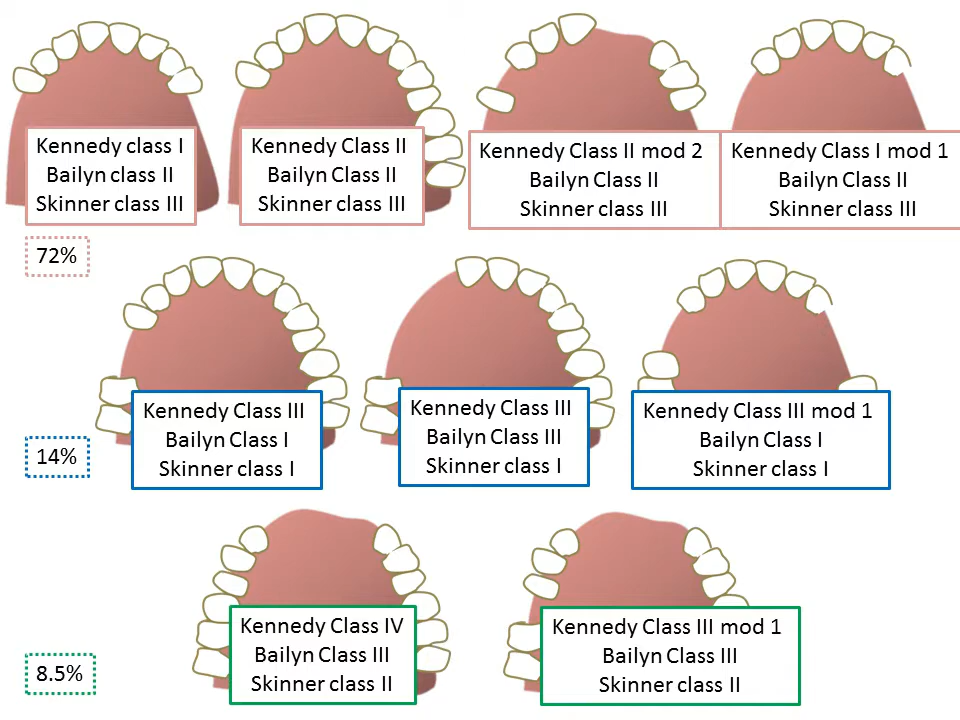 Kennedy class I
Bailyn class II
Skinner class III
Kennedy Class II
Bailyn Class II
Skinner class III
Kennedy Class II mod 2
Bailyn Class II
Skinner class III
Kennedy Class I mod 1
Bailyn Class II
Skinner class III
72%
Kennedy Class III
Bailyn Class I
Skinner class I
Kennedy Class III
Bailyn Class III
Skinner class I
Kennedy Class III mod 1
Bailyn Class I
Skinner class I
14%
Kennedy Class IV
Bailyn Class III
Skinner class II
Kennedy Class III mod 1
Bailyn Class III
Skinner class II
8.5%